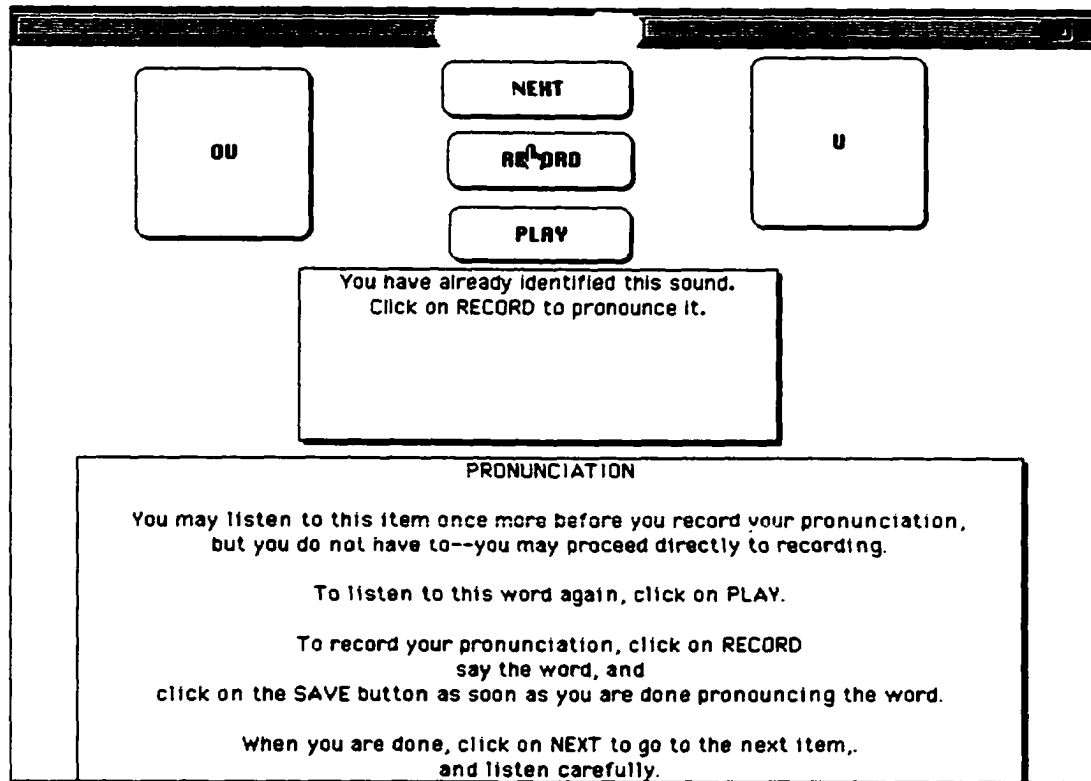 NEXT
OU
RECORD
U
PLAY
You have already identified this sound.
Click on RECORD to pronounce it.
PRONUNCIATION
You may listen to this item once more before you record your pronunciation,
but you do not have to--you may proceed directly to recording.
To listen to this word again, click on PLAY.
To record your pronunciation, click on RECORD
say the word, and
click on the SAVE button as soon as you are done pronouncing the word.
When you are done, click on NEXT to go to the next item,.
and listen carefully.